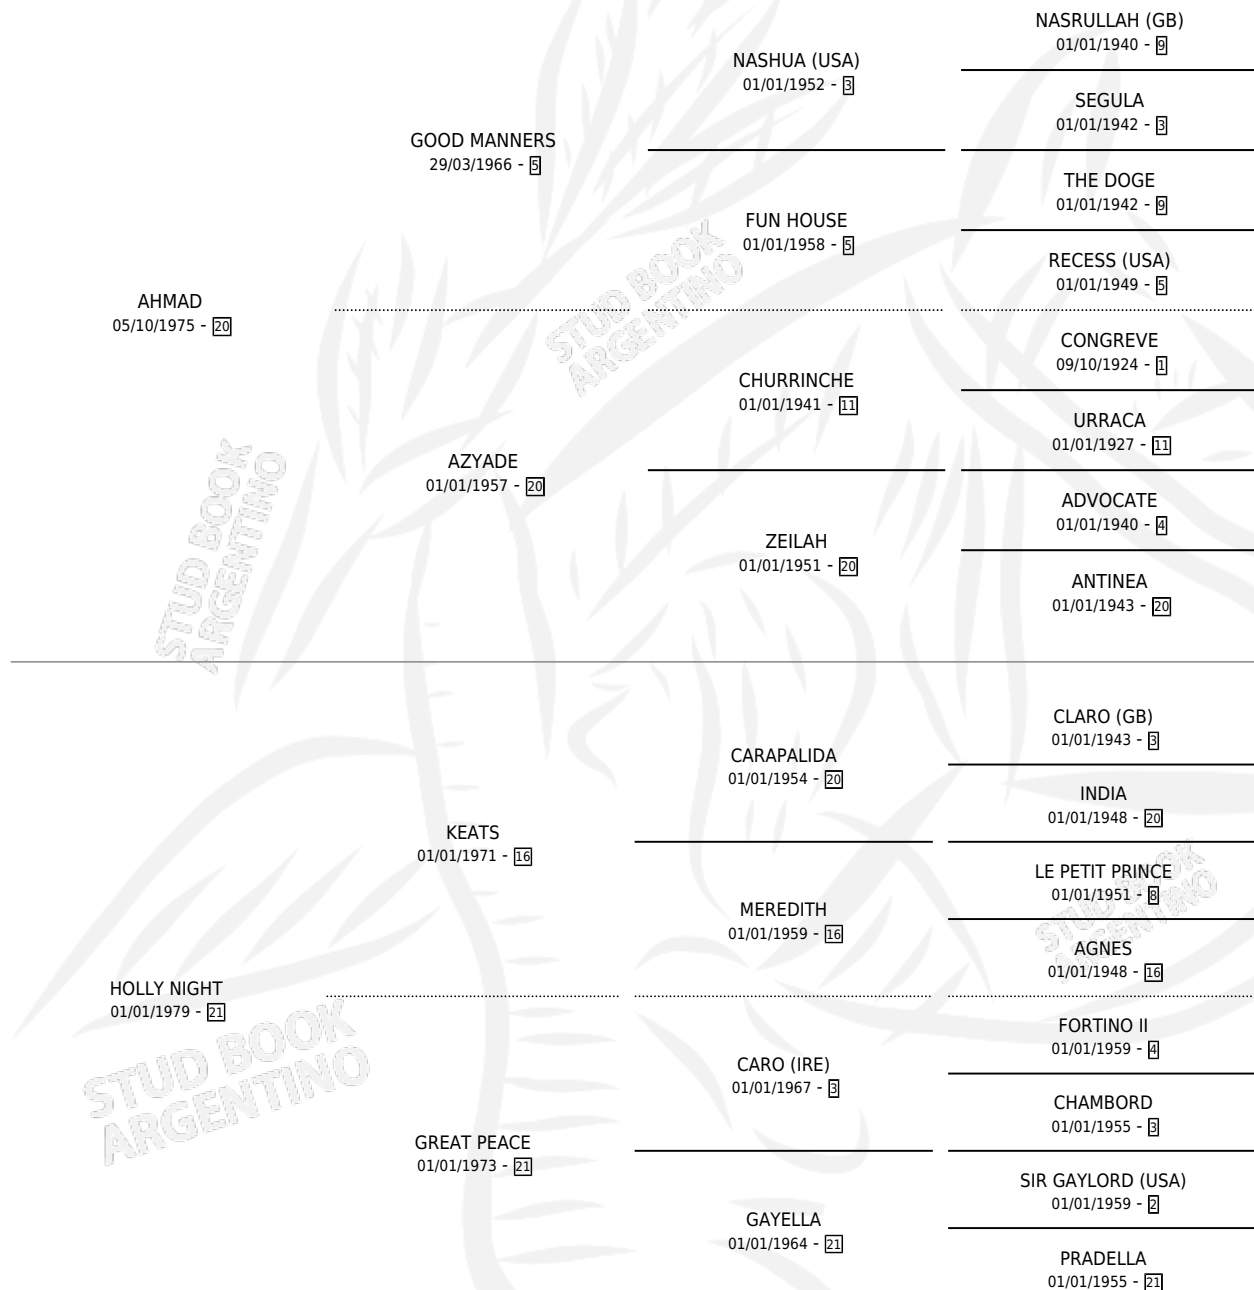 NASRULLAH (GB)
01/01/1940 - 9
NASHUA (USA)
01/01/1952 - 3
SEGULA
01/01/1942 - 3
GOOD MANNERS
29/03/1966 - 5
THE DOGE
01/01/1942 - 9
FUN HOUSE
01/01/1958 - 5
RECESS (USA)
01/01/1949 - 5
AHMAD
05/10/1975 - 20
CONGREVE
09/10/1924 - 1
CHURRINCHE
01/01/1941 - 11
URRACA
01/01/1927 - 11
AZYADE
01/01/1957 - 20
ADVOCATE
01/01/1940 - 4
ZEILAH
01/01/1951 - 20
ANTINEA
01/01/1943 - 20
CLARO (GB)
01/01/1943 - 3
CARAPALIDA
01/01/1954 - 20
INDIA
01/01/1948 - 20
KEATS
01/01/1971 - 16
LE PETIT PRINCE
01/01/1951 - 8
MEREDITH
01/01/1959 - 16
AGNES
01/01/1948 - 16
HOLLY NIGHT
01/01/1979 - 21
FORTINO II
01/01/1959 - 4
CARO (IRE)
01/01/1967 - 3
CHAMBORD
01/01/1955 - 3
GREAT PEACE
01/01/1973 - 21
SIR GAYLORD (USA)
01/01/1959 - 2
GAYELLA
01/01/1964 - 21
PRADELLA
01/01/1955 - 21
STUD BOOK
ARGENTINO
STUD BOOK
ARGENTINO
STUD BOOK
ARGENTINO
STUD BOOK
ARGENTINO